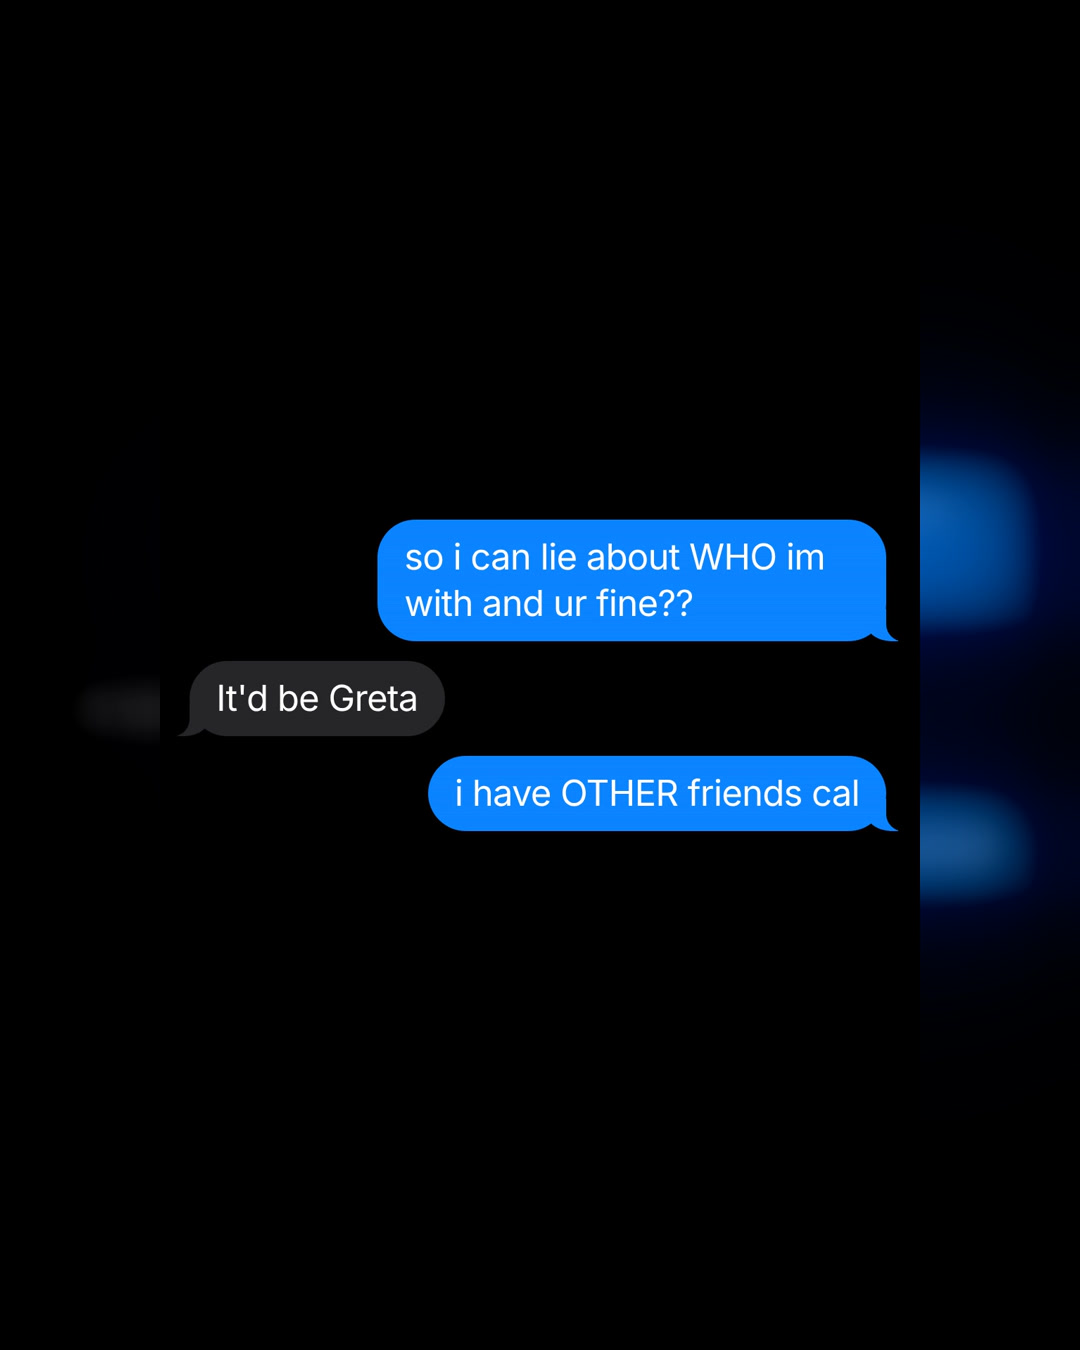 so i can lie about WHO im
with and ur fine??
It'd be Greta
i have OTHER friends cal